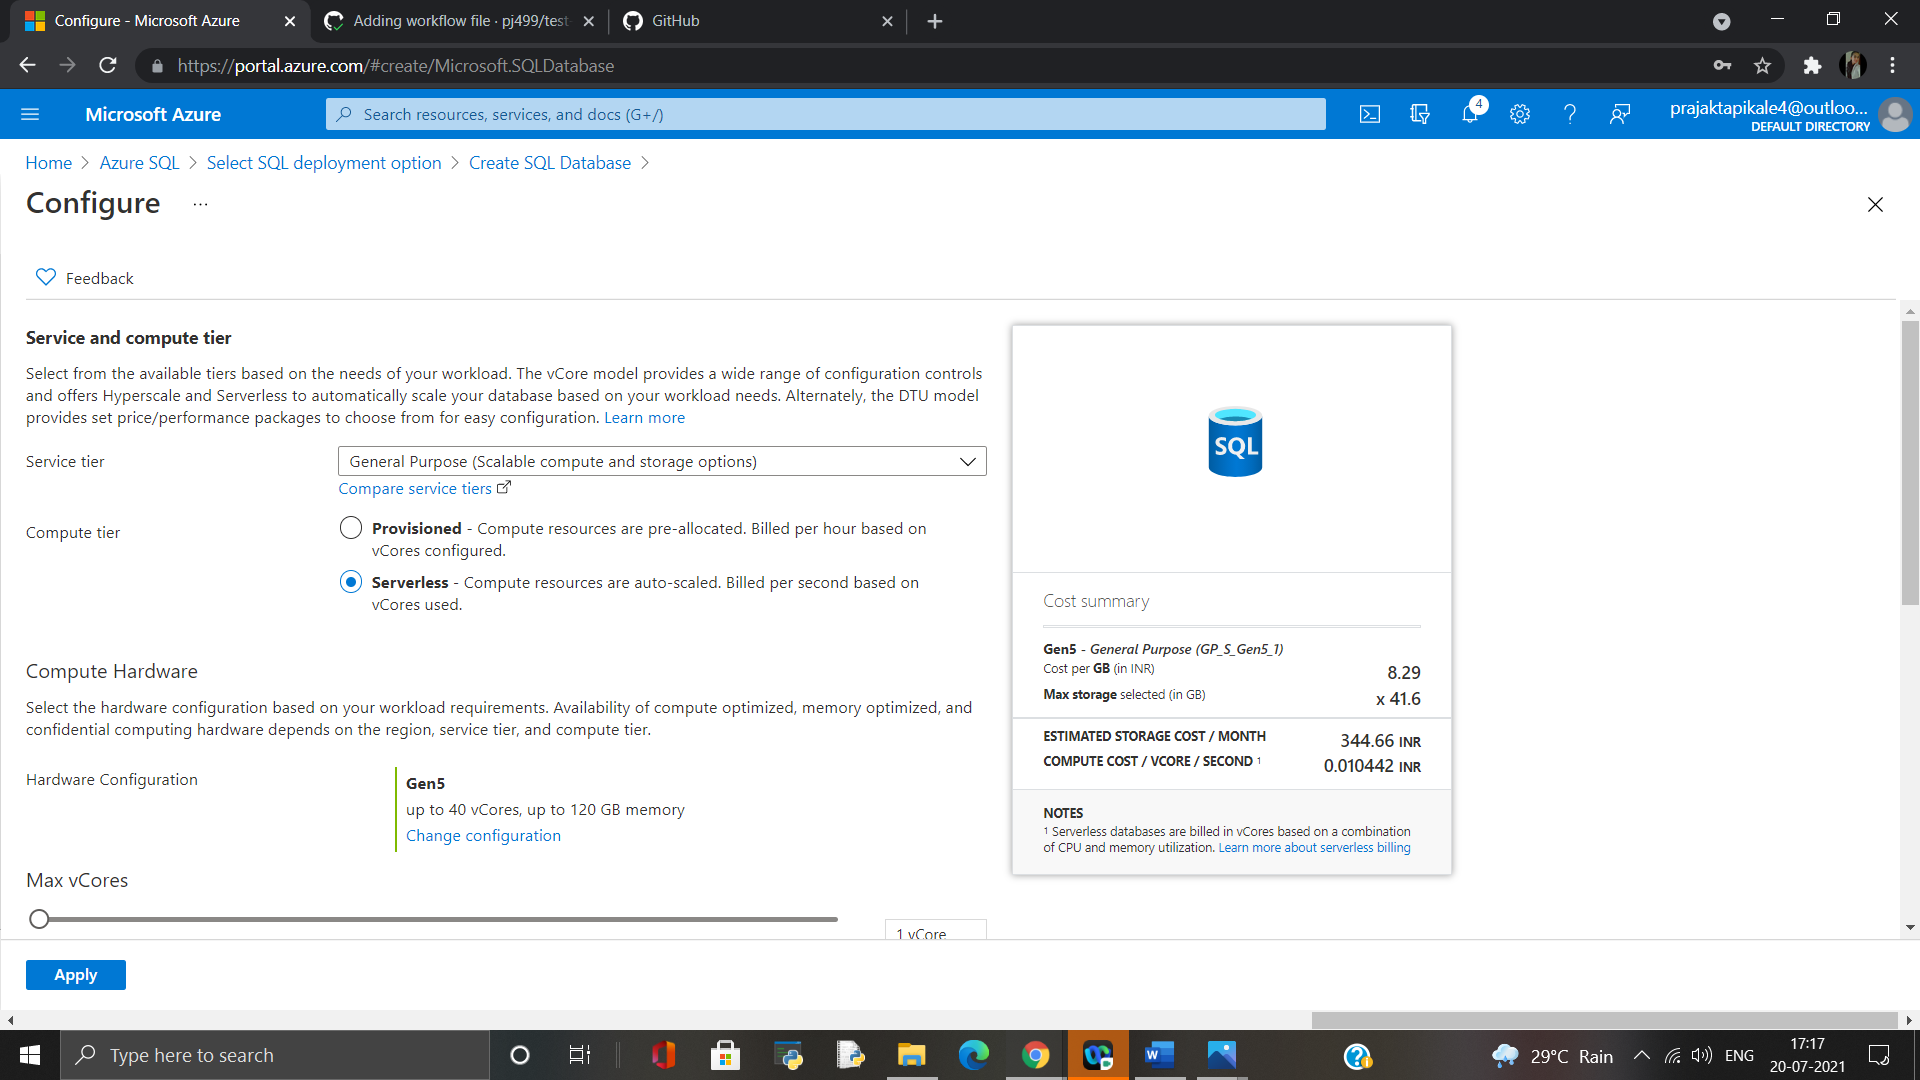 Configure - Microsoft Azure
Adding workflow file · pj499/test
GitHub
https://portal.azure.com/#create/Microsoft.SQLDatabase
Microsoft Azure
Search resources, services, and docs (G+/)
4
prajaktapikale4@outloo...
DEFAULT DIRECTORY
Home > Azure SQL > Select SQL deployment option > Create SQL Database >
Configure ...
Feedback
Service and compute tier
Select from the available tiers based on the needs of your workload. The vCore model provides a wide range of configuration controls
and offers Hyperscale and Serverless to automatically scale your database based on your workload needs. Alternately, the DTU model
provides set price/performance packages to choose from for easy configuration. Learn more
Service tier
General Purpose (Scalable compute and storage options)
Compare service tiers
Compute tier
Provisioned - Compute resources are pre-allocated. Billed per hour based on
vCores configured.
Serverless - Compute resources are auto-scaled. Billed per second based on
vCores used.
Compute Hardware
Select the hardware configuration based on your workload requirements. Availability of compute optimized, memory optimized, and
confidential computing hardware depends on the region, service tier, and compute tier.
Hardware Configuration
Gen5
up to 40 vCores, up to 120 GB memory
Change configuration
Max vCores
1 vCore
SQL
Cost summary
Gen5 - General Purpose (GP_S_Gen5_1)
Cost per GB (in INR) 8.29
Max storage selected (in GB) x 41.6
ESTIMATED STORAGE COST / MONTH 344.66 INR
COMPUTE COST / VCORE / SECOND ¹ 0.010442 INR
NOTES
¹ Serverless databases are billed in vCores based on a combination
of CPU and memory utilization. Learn more about serverless billing
Apply
Type here to search
29°C Rain
ENG
17:17
20-07-2021